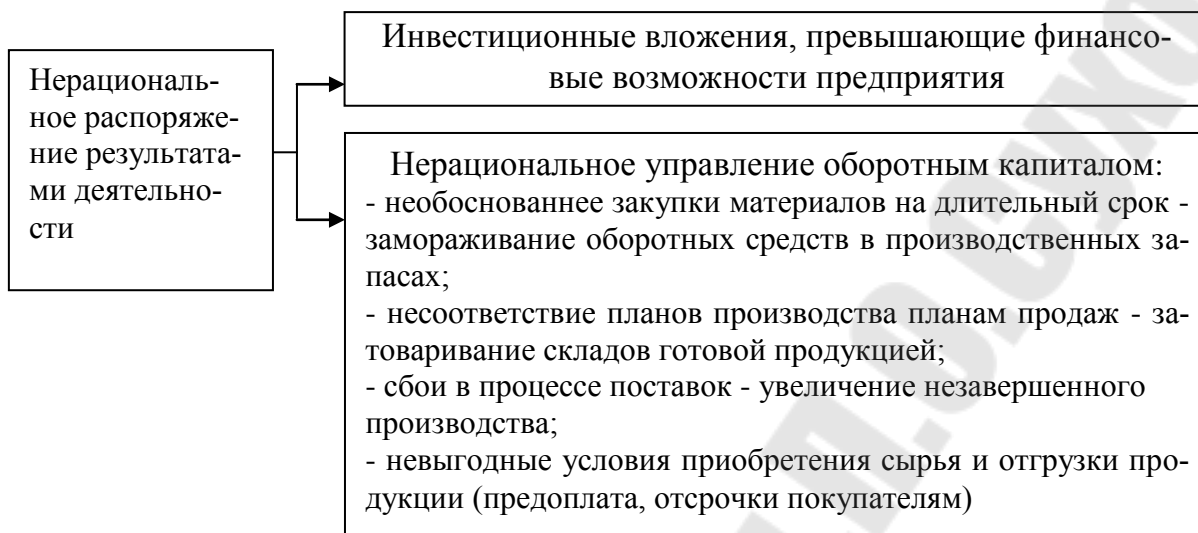 Нерациональ-
ное распоряже-
ние результата-
ми деятельно-
сти
Инвестиционные вложения, превышающие финансо-
вые возможности предприятия
Нерациональное управление оборотным капиталом:
- необоснованнее закупки материалов на длительный срок -
замораживание оборотных средств в производственных за-
пасах;
- несоответствие планов производства планам продаж - за-
товаривание складов готовой продукцией;
- сбои в процессе поставок - увеличение незавершенного
производства;
- невыгодные условия приобретения сырья и отгрузки про-
дукции (предоплата, отсрочки покупателям)